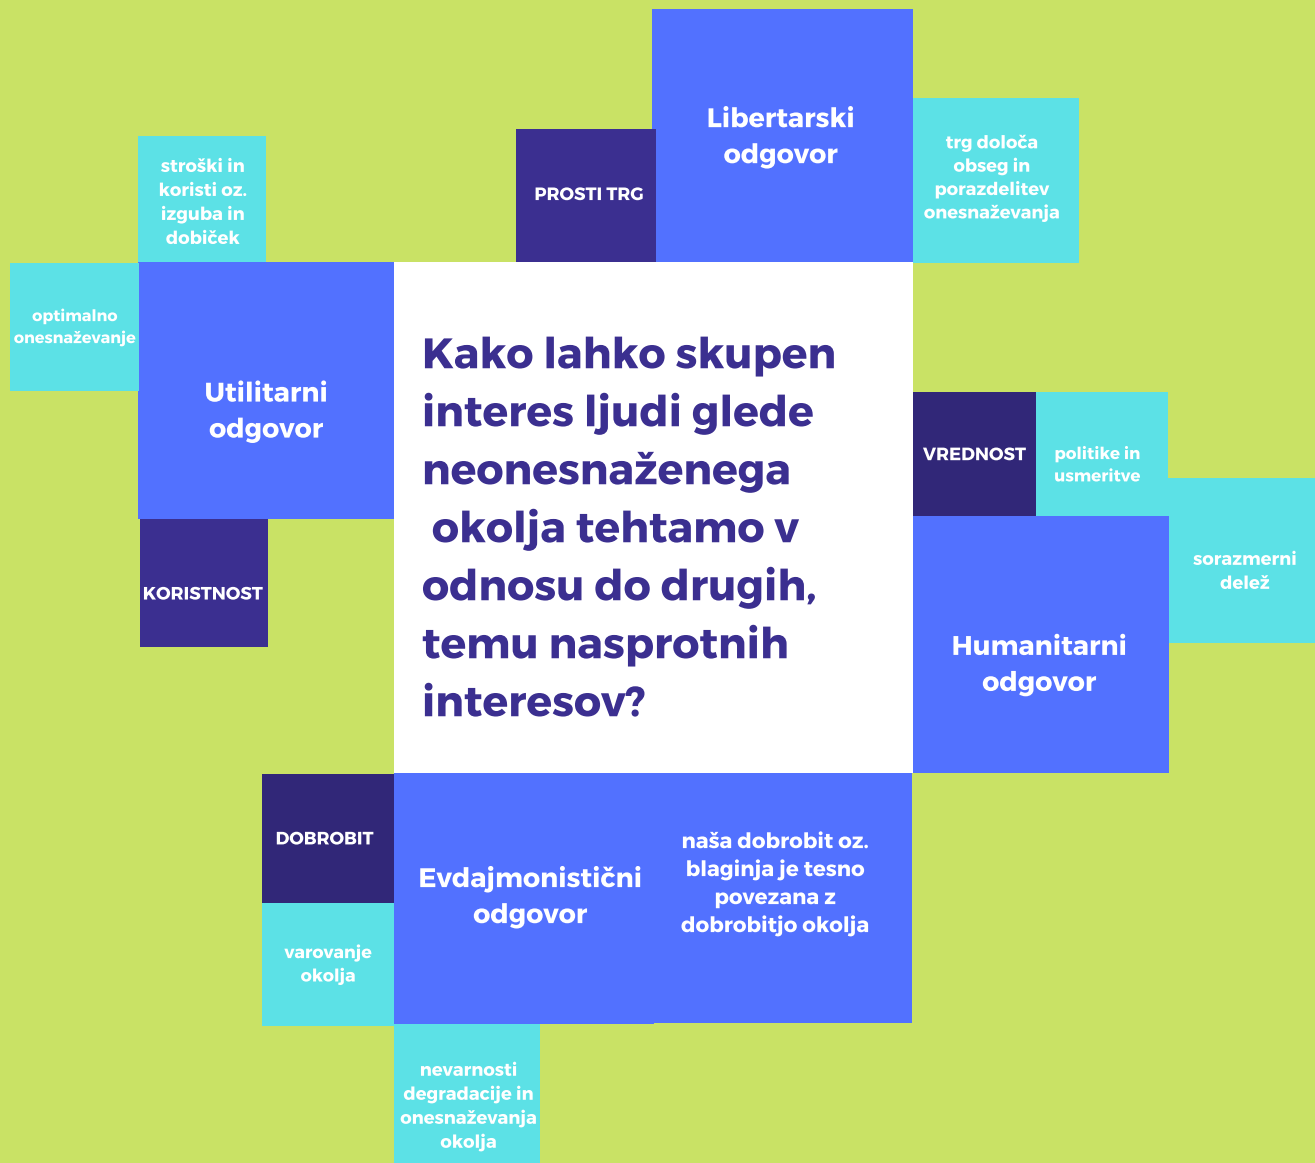 Libertarski
odgovor
PROSTI TRG
trg določa
obseg in
porazdelitev
onesnaževanja
stroški in
koristi oz.
izguba in
dobiček
optimalno
onesnaževanje
Utilitarni
odgovor
KORISTNOST
Kako lahko skupen
interes ljudi glede
neonesnaženega
okolja tehtamo v
odnosu do drugih,
temu nasprotnih
interesov?
VREDNOST
politike in
usmeritve
sorazmerni
delež
Humanitarni
odgovor
DOBROBIT
Evdajmonistični
odgovor
naša dobrobit oz.
blaginja je tesno
povezana z
dobrobitjo okolja
varovanje
okolja
nevarnosti
degradacije in
onesnaževanja
okolja